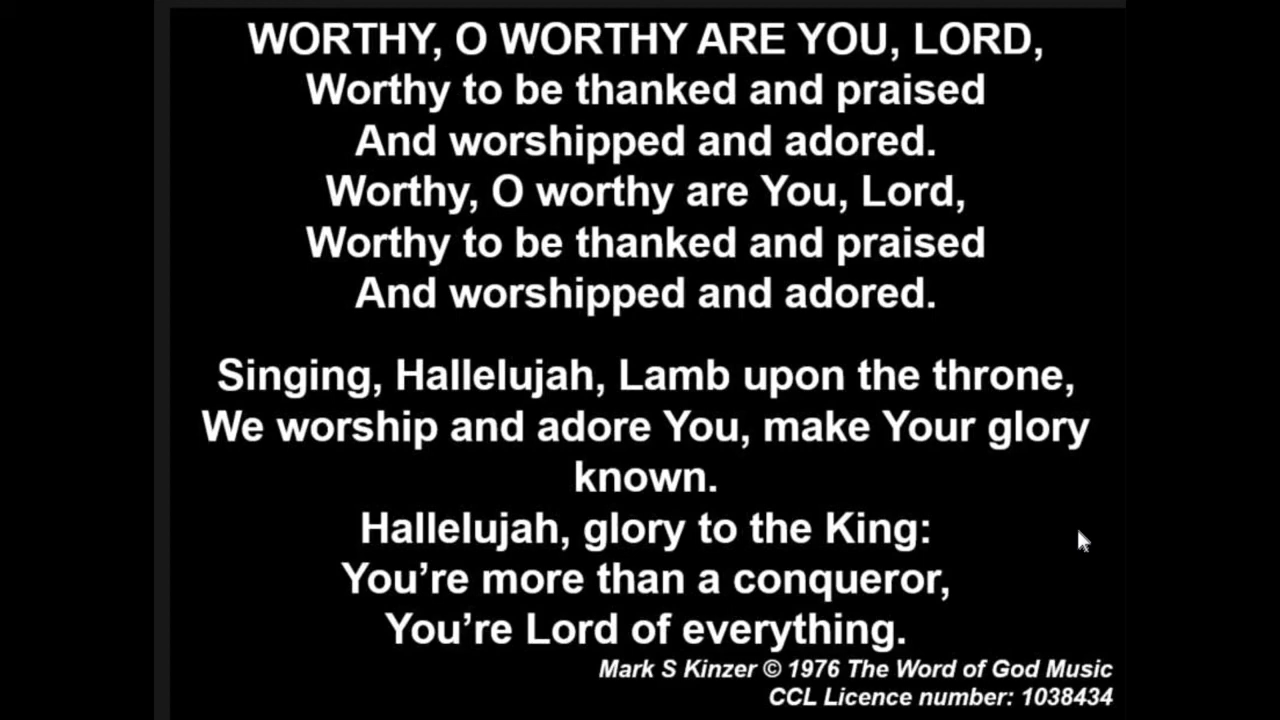 WORTHY, O WORTHY ARE YOU, LORD,
Worthy to be thanked and praised
And worshipped and adored.
Worthy, O worthy are You, Lord,
Worthy to be thanked and praised
And worshipped and adored.
Singing, Hallelujah, Lamb upon the throne,
We worship and adore You, make Your glory
known.
Hallelujah, glory to the King:
You’re more than a conqueror,
You’re Lord of everything.
Mark S Kinzer © 1976 The Word of God Music
CCL Licence number: 1038434